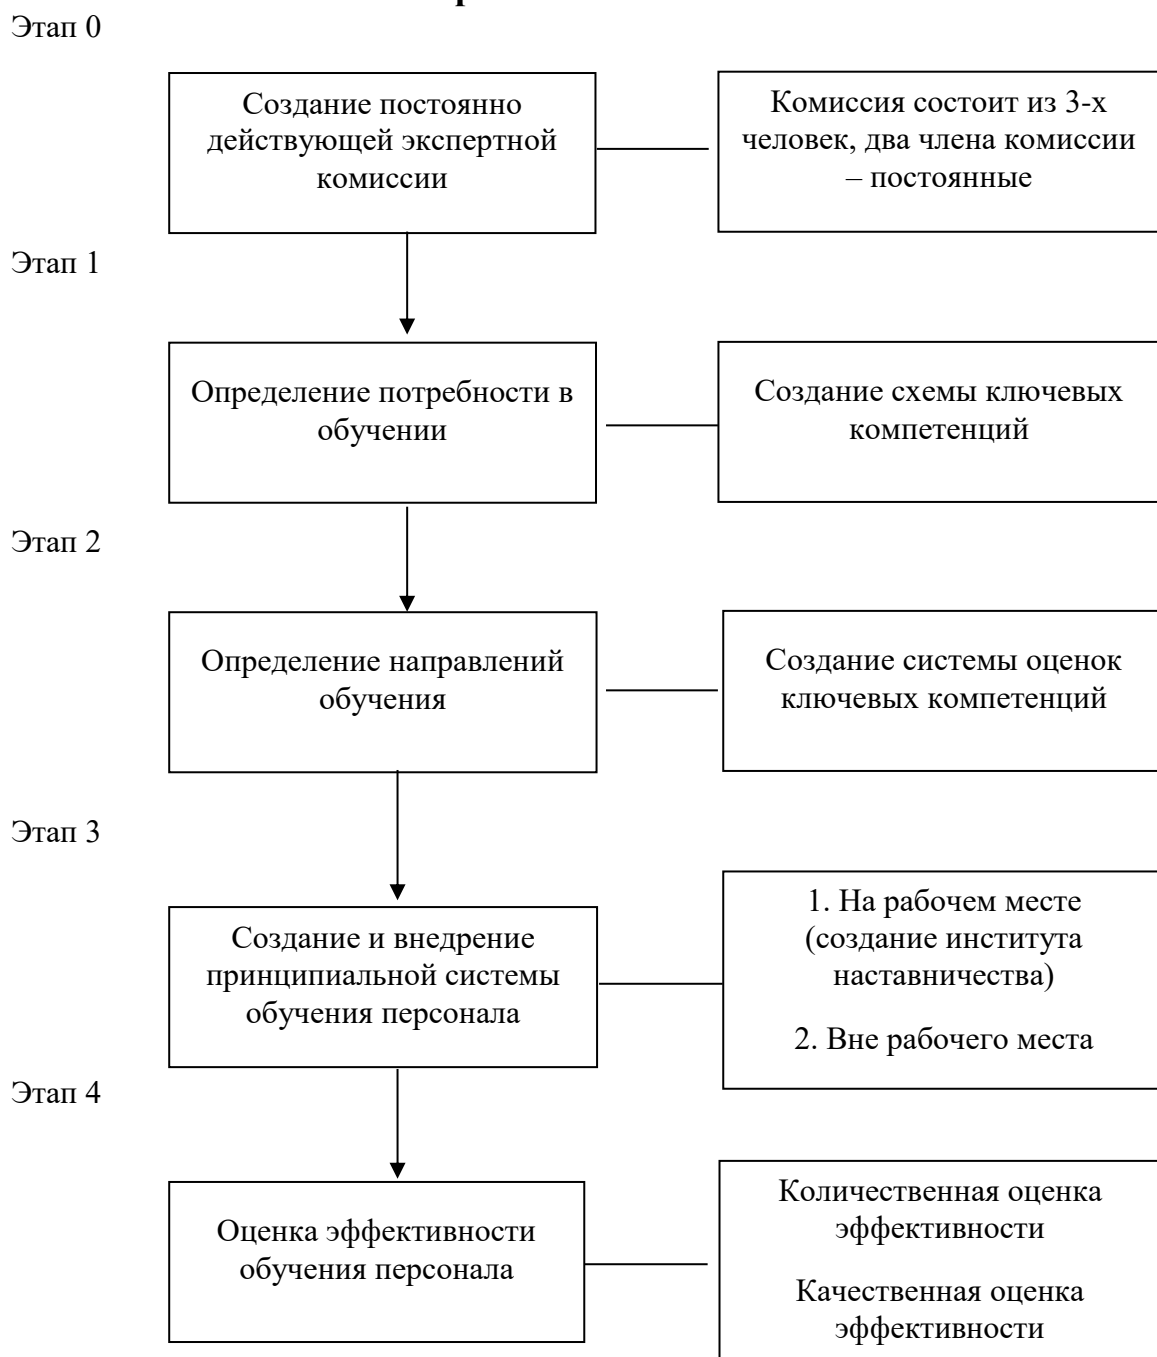 Этап 0
Создание постоянно
действующей экспертной
комиссии
Комиссия состоит из 3-х
человек, два члена комиссии
– постоянные
Этап 1
Определение потребности в
обучении
Создание схемы ключевых
компетенций
Этап 2
Определение направлений
обучения
Создание системы оценок
ключевых компетенций
Этап 3
Создание и внедрение
принципиальной системы
обучения персонала
1. На рабочем месте
(создание института
наставничества)
2. Вне рабочего места
Этап 4
Оценка эффективности
обучения персонала
Количественная оценка
эффективности
Качественная оценка
эффективности